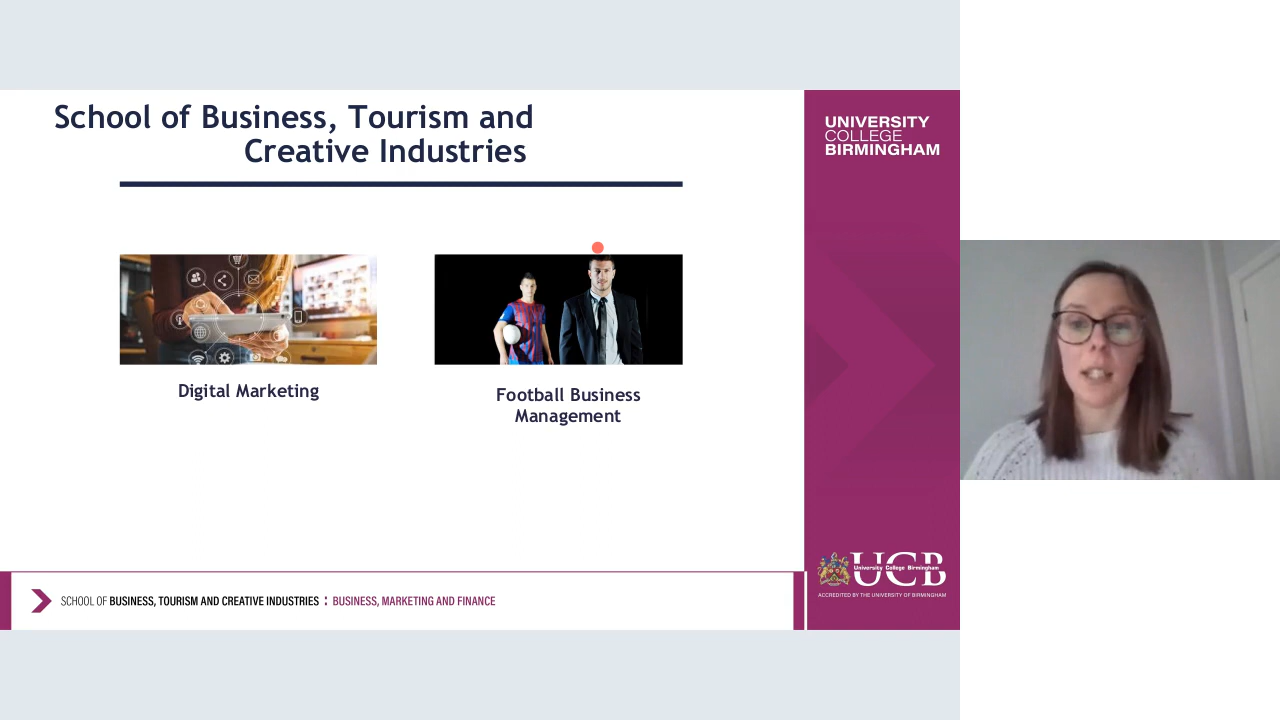 School of Business, Tourism and
Creative Industries
UNIVERSITY
COLLEGE
BIRMINGHAM
Digital Marketing
Football Business
Management
UCB
University College Birmingham
ACCREDITED BY THE UNIVERSITY OF BIRMINGHAM
SCHOOL OF BUSINESS, TOURISM AND CREATIVE INDUSTRIES : BUSINESS, MARKETING AND FINANCE